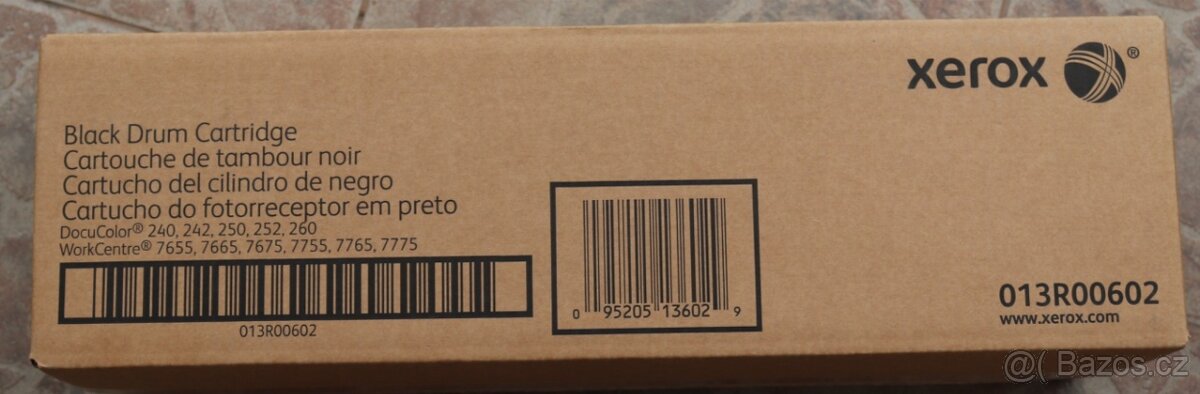 xerox ®
Black Drum Cartridge
Cartouche de tambour noir
Cartucho del cilindro de negro
Cartucho do fotorreceptor em preto
DocuColor® 240, 242, 250, 252, 260
WorkCentre® 7655, 7665, 7675, 7755, 7765, 7775
013R00602
0 95205 13602 9
013R00602
www.xerox.com
@( Bazos.cz